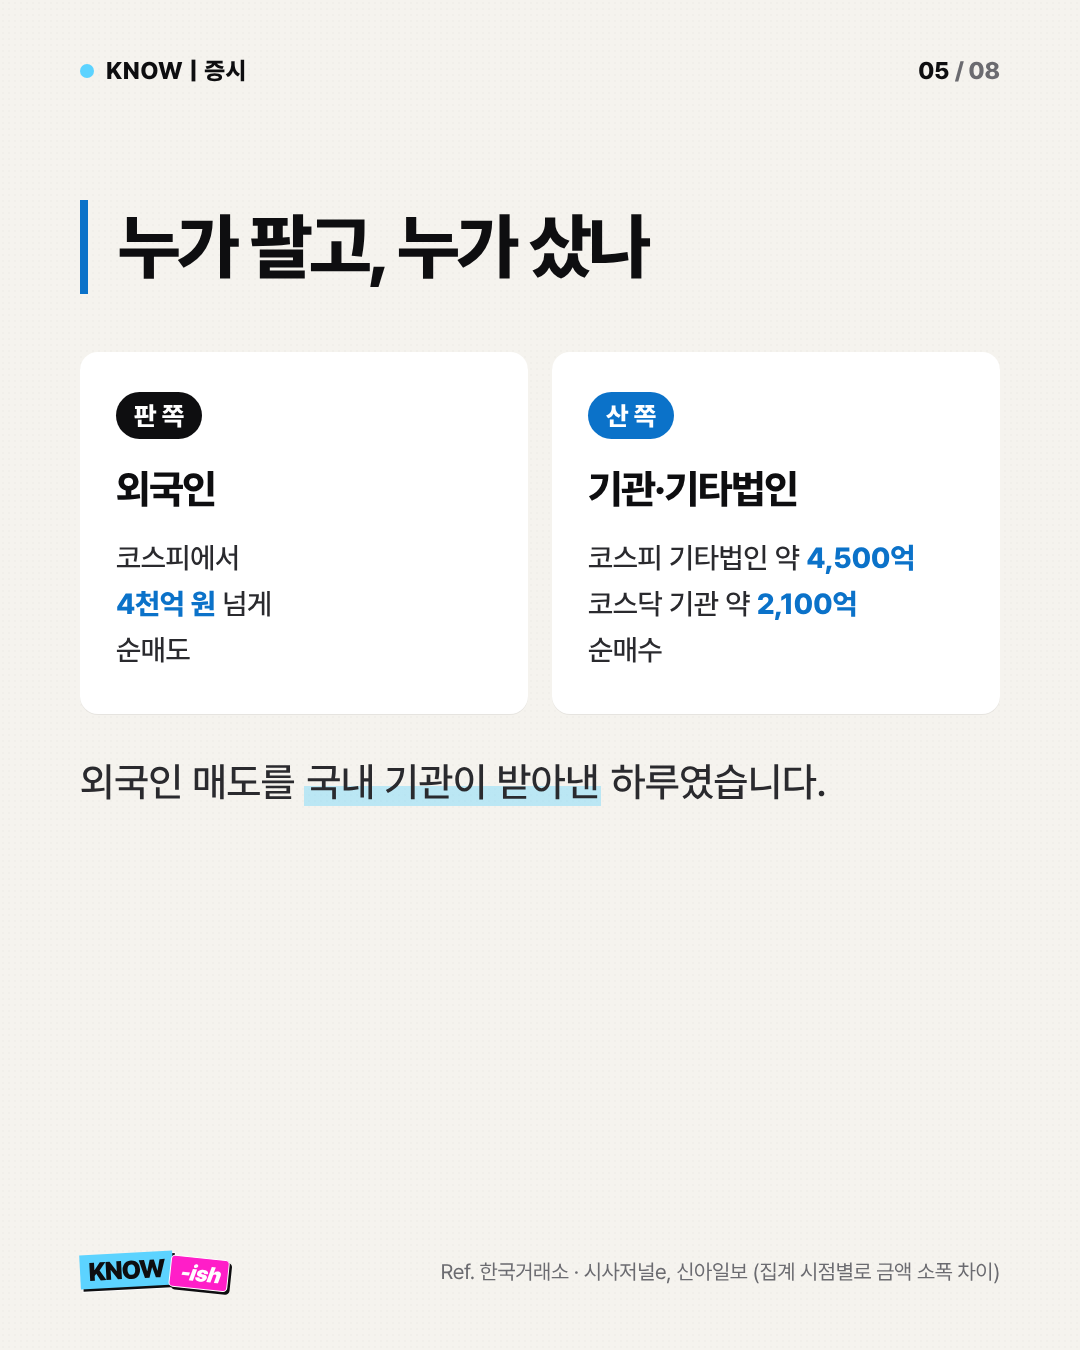 KNOW | 증시
05 / 08
누가 팔고, 누가 샀나
판 쪽
외국인
코스피에서
4천억 원 넘게
순매도
산 쪽
기관·기타법인
코스피 기타법인 약 4,500억
코스닥 기관 약 2,100억
순매수
외국인 매도를 국내 기관이 받아낸 하루였습니다.
KNOW -ish
Ref. 한국거래소 · 시사저널e, 신아일보 (집계 시점별로 금액 소폭 차이)